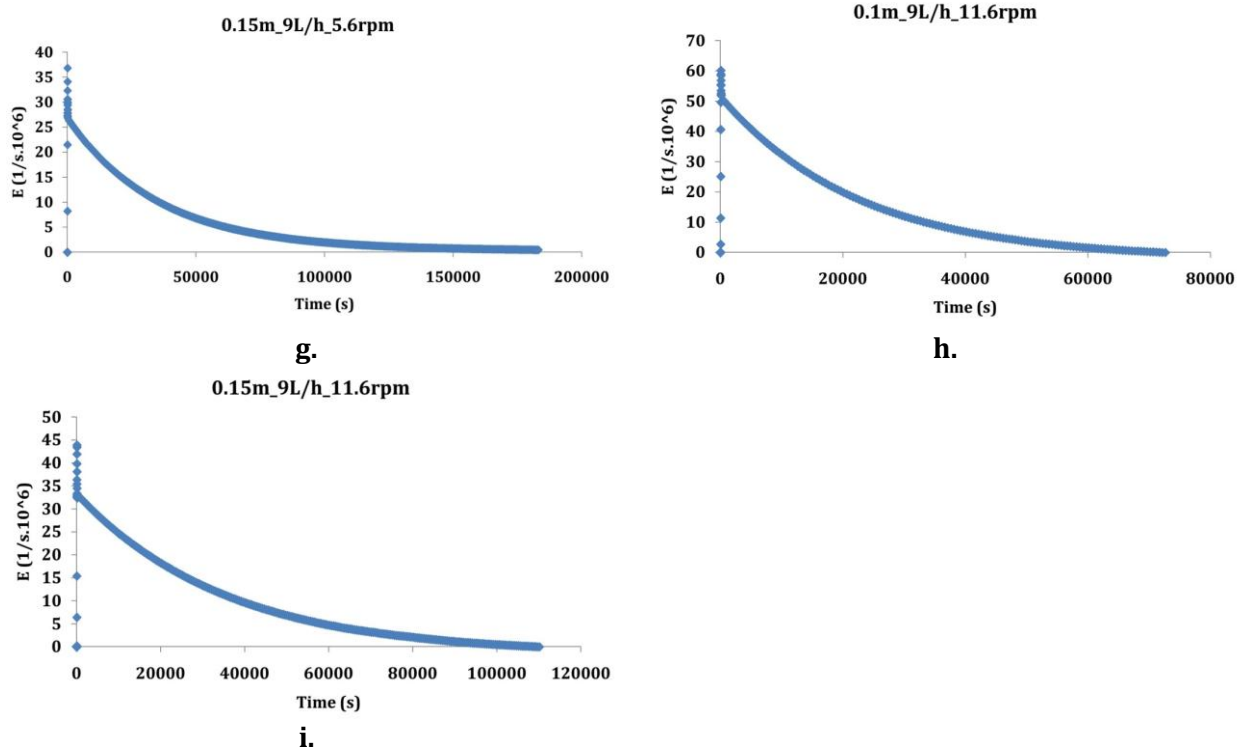 0.15m_9L/h_5.6rpm
40
35
30
25
20
15
10
5
0
E (1/s.10^6)
0 50000 100000 150000 200000
Time (s)
g.
0.1m_9L/h_11.6rpm
70
60
50
40
30
20
10
0
E (1/s.10^6)
0 20000 40000 60000 80000
Time (s)
h.
0.15m_9L/h_11.6rpm
50
45
40
35
30
25
20
15
10
5
0
E (1/s.10^6)
0 20000 40000 60000 80000 100000 120000
Time (s)
i.